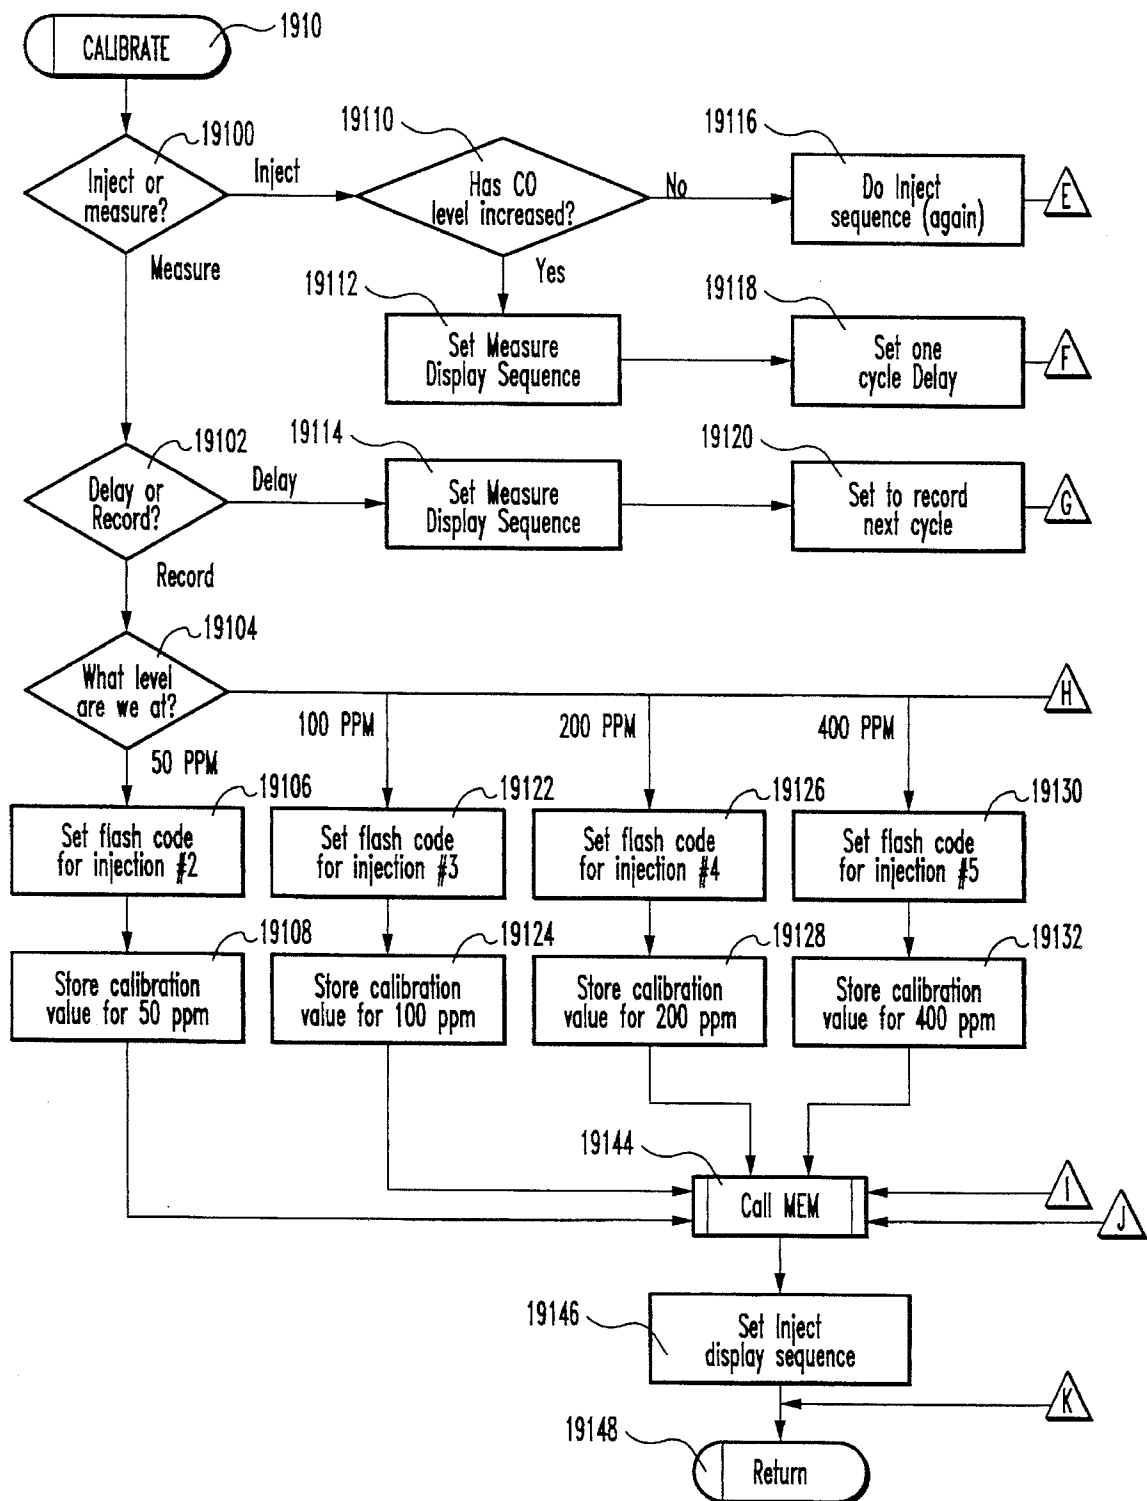 CALIBRATE
1910
19100
Inject or
measure?
Inject
Measure
19110
Has CO
level increased?
No
Yes
19116
Do Inject
sequence (again)
E
19112
Set Measure
Display Sequence
19118
Set one
cycle Delay
F
19102
Delay or
Record?
Delay
Record
19114
Set Measure
Display Sequence
19120
Set to record
next cycle
G
19104
What level
are we at?
H
50 PPM
100 PPM
200 PPM
400 PPM
19106
Set flash code
for injection #2
19122
Set flash code
for injection #3
19126
Set flash code
for injection #4
19130
Set flash code
for injection #5
19108
Store calibration
value for 50 ppm
19124
Store calibration
value for 100 ppm
19128
Store calibration
value for 200 ppm
19132
Store calibration
value for 400 ppm
19144
Call MEM
I
J
19146
Set Inject
display sequence
K
19148
Return